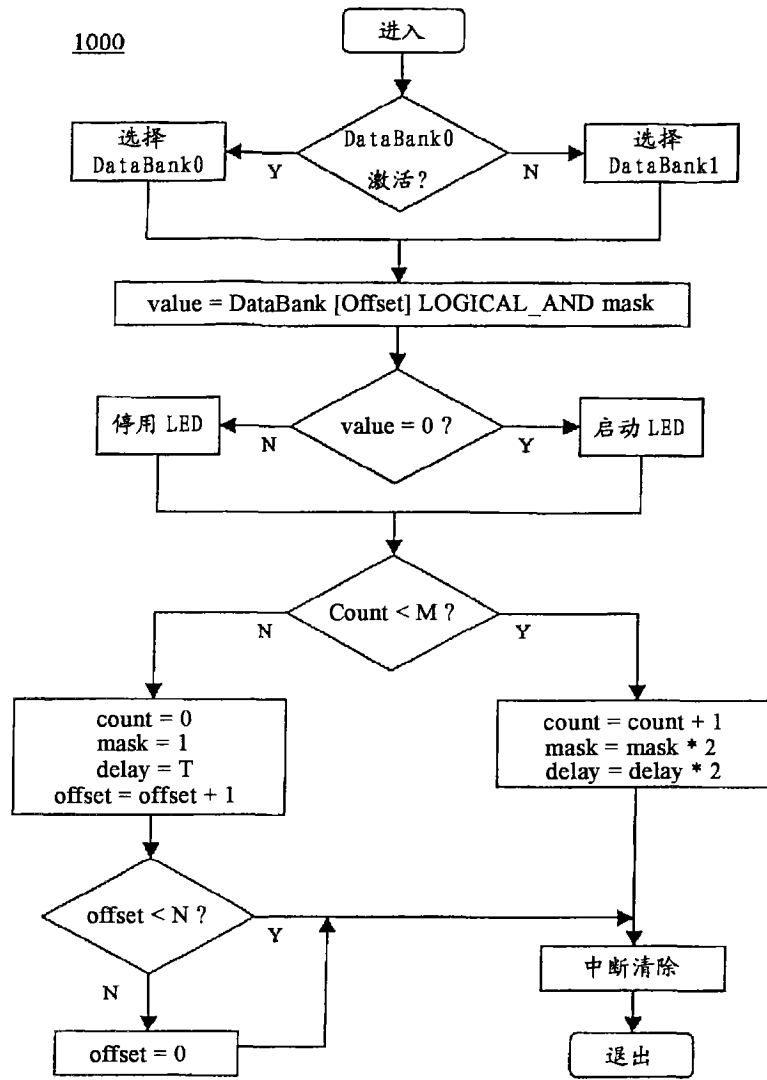 1000
进入
DataBank0
激活?
选择
DataBank0
Y
N
选择
DataBank1
value = DataBank [Offset] LOGICAL_AND mask
value = 0 ?
停用 LED
N
Y
启动 LED
Count < M ?
N
Y
count = 0
mask = 1
delay = T
offset = offset + 1
count = count + 1
mask = mask * 2
delay = delay * 2
offset < N ?
Y
N
offset = 0
中断清除
退出